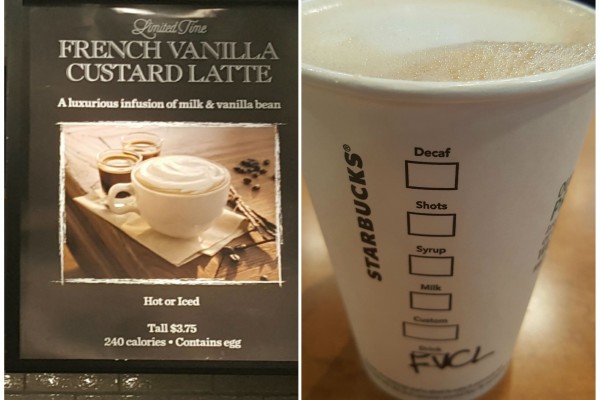 Limited Time
FRENCH VANILLA
CUSTARD LATTE
A luxurious infusion of milk & vanilla bean
Hot or Iced
Tall $3.75
240 calories • Contains egg
STARBUCKS®
Decaf
Shots
Syrup
Milk
Custom
Drink
FVCL